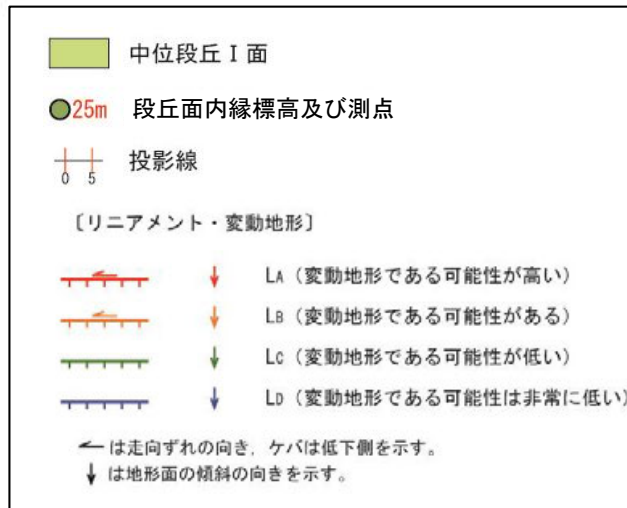 中位段丘Ⅰ面
25m 段丘面内縁標高及び測点
0 5 投影線
〔リニアメント・変動地形〕
LA（変動地形である可能性が高い）
LB（変動地形である可能性がある）
LC（変動地形である可能性が低い）
LD（変動地形である可能性は非常に低い）
は走向ずれの向き，ケバは低下側を示す。
は地形面の傾斜の向きを示す。